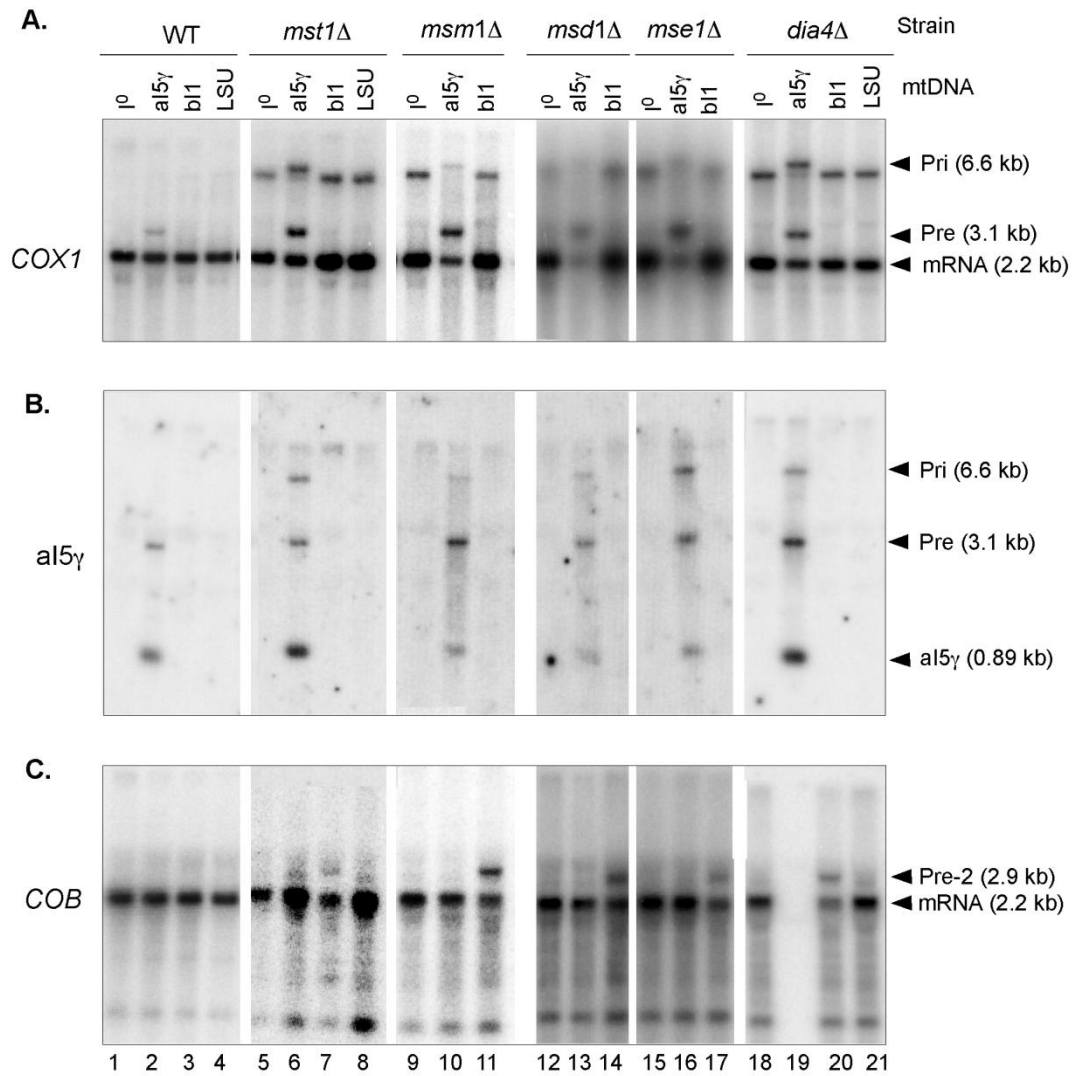 A.
WT mst1Δ msm1Δ msd1Δ mse1Δ dia4Δ Strain
I⁰ aI5γ bI1 LSU I⁰ aI5γ bI1 LSU I⁰ aI5γ bI1 I⁰ aI5γ bI1 I⁰ aI5γ bI1 I⁰ aI5γ bI1 LSU mtDNA
Pri (6.6 kb)
Pre (3.1 kb)
COX1 mRNA (2.2 kb)
B.
Pri (6.6 kb)
aI5γ Pre (3.1 kb)
aI5γ (0.89 kb)
C.
Pre-2 (2.9 kb)
COB mRNA (2.2 kb)
1 2 3 4 5 6 7 8 9 10 11 12 13 14 15 16 17 18 19 20 21